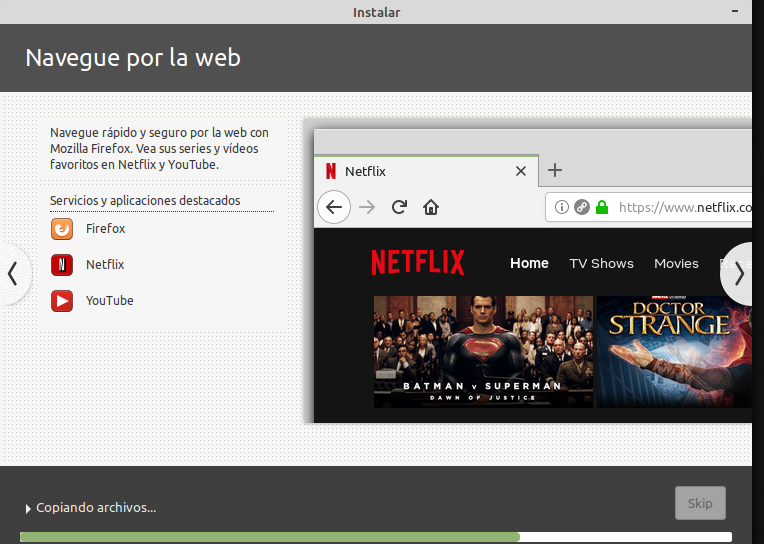 Instalar
Navegue por la web
Navegue rápido y seguro por la web con
Mozilla Firefox. Vea sus series y vídeos
favoritos en Netflix y YouTube.
Servicios y aplicaciones destacados
Firefox
Netflix
YouTube
Netflix
https://www.netflix.co
NETFLIX
Home TV Shows Movies
BATMAN v SUPERMAN
DAWN OF JUSTICE
DOCTOR
STRANGE
Copiando archivos...
Skip